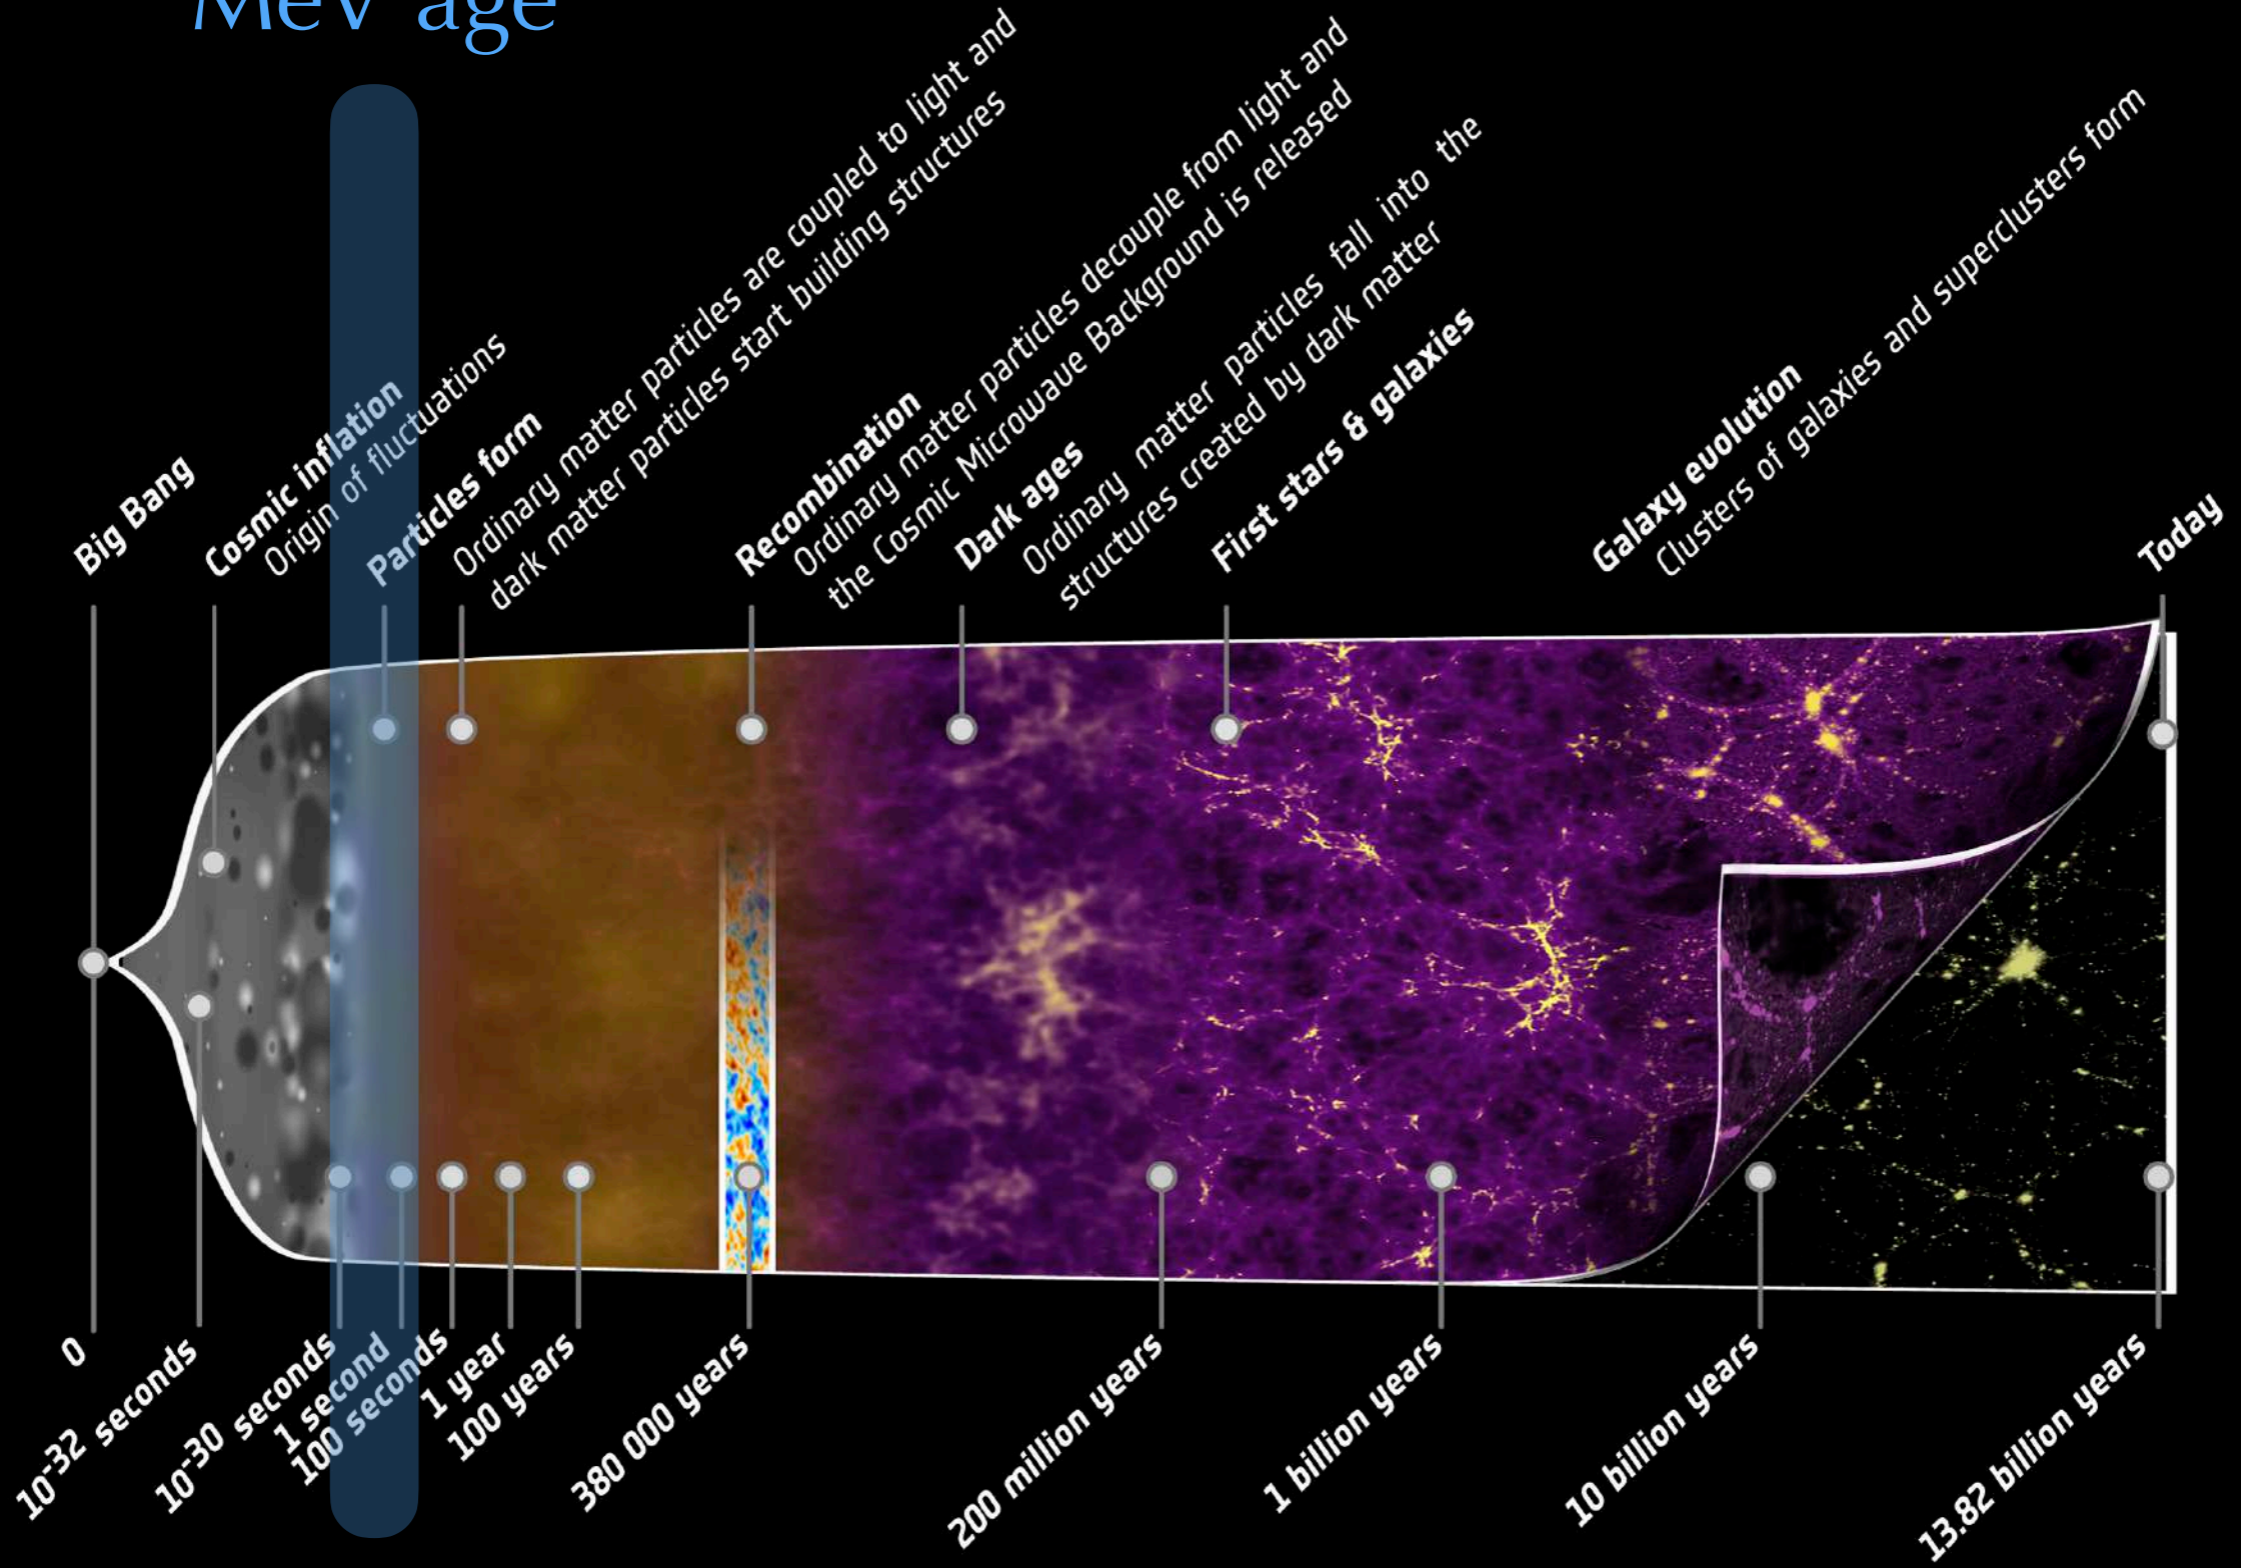 MeV age
Big Bang
Cosmic inflation
Origin of fluctuations
Particles form
Ordinary matter particles are coupled to light and
dark matter particles start building structures
Recombination
Ordinary matter particles decouple from light and
the Cosmic Microwave Background is released
Dark ages
Ordinary matter particles fall into the
structures created by dark matter
First stars & galaxies
Galaxy evolution
Clusters of galaxies and superclusters form
Today
0
10-32 seconds
10-30 seconds
1 second
100 seconds
1 year
100 years
380 000 years
200 million years
1 billion years
10 billion years
13.82 billion years